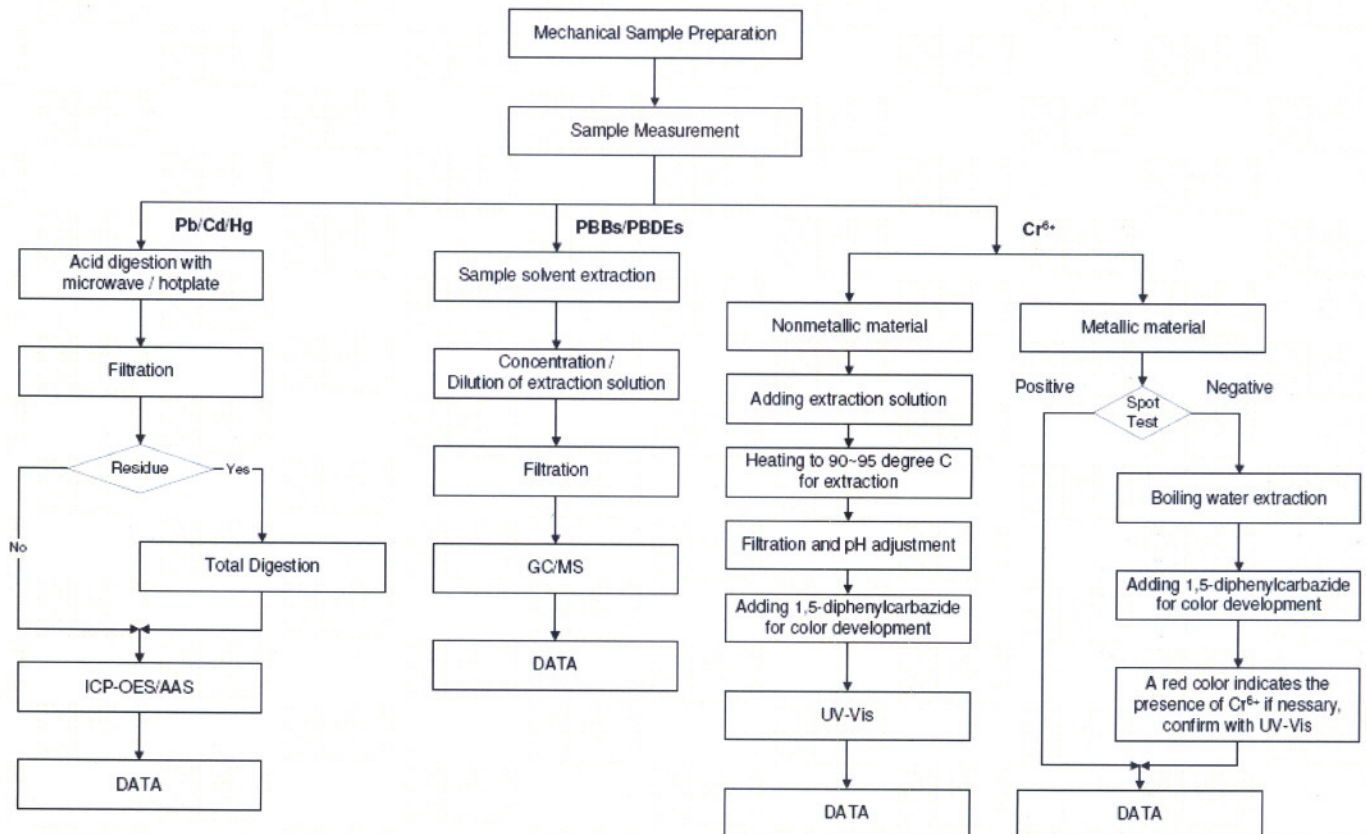 Mechanical Sample Preparation
Sample Measurement
Pb/Cd/Hg
Acid digestion with
microwave / hotplate
Filtration
Residue
Yes
No
Total Digestion
ICP-OES/AAS
DATA
PBBs/PBDEs
Sample solvent extraction
Concentration /
Dilution of extraction solution
Filtration
GC/MS
DATA
Cr⁶⁺
Nonmetallic material
Adding extraction solution
Heating to 90~95 degree C
for extraction
Filtration and pH adjustment
Adding 1,5-diphenylcarbazide
for color development
UV-Vis
DATA
Metallic material
Positive
Negative
Spot
Test
Boiling water extraction
Adding 1,5-diphenylcarbazide
for color development
A red color indicates the
presence of Cr⁶⁺ if nessary,
confirm with UV-Vis
DATA